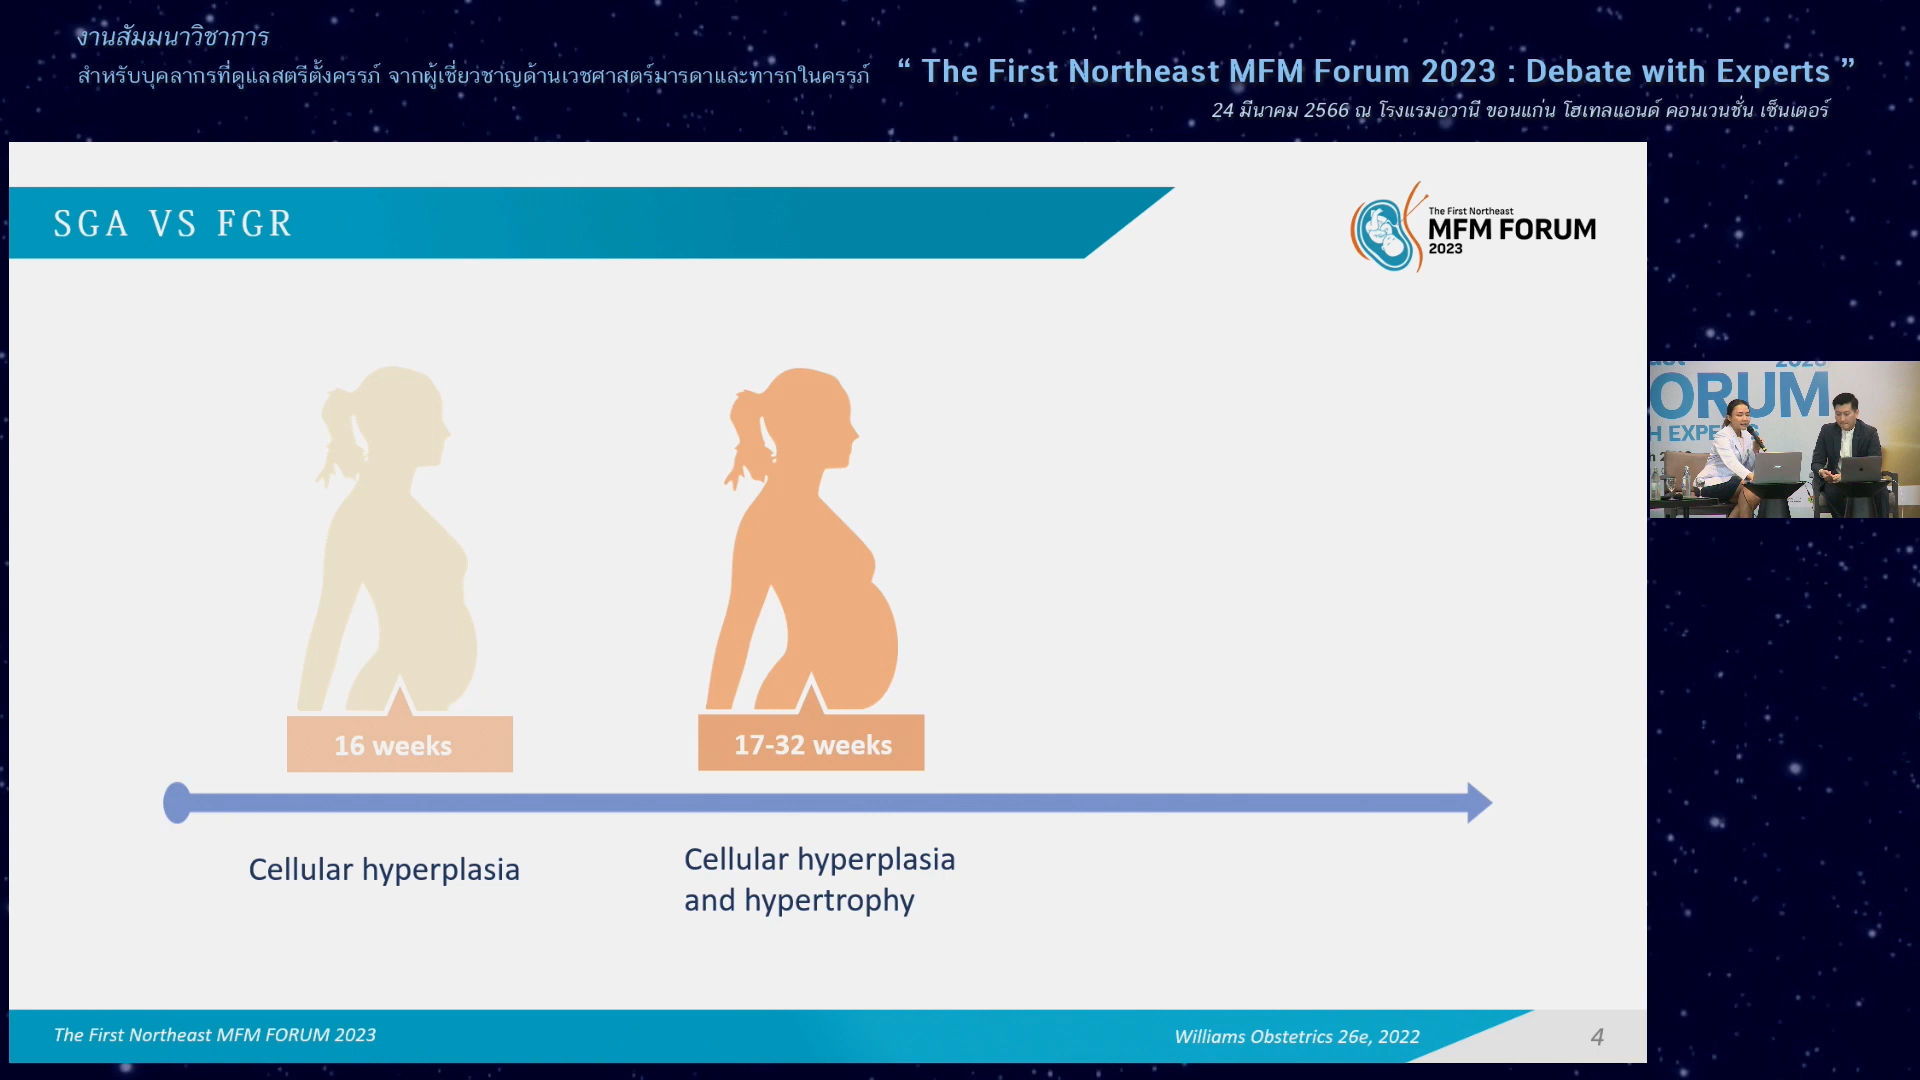 งานสัมมนาวิชาการ
สำหรับบุคลากรที่ดูแลสตรีตั้งครรภ์ จากผู้เชี่ยวชาญด้านเวชศาสตร์มารดาและทารกในครรภ์
“ The First Northeast MFM Forum 2023 : Debate with Experts ”
24 มีนาคม 2566 ณ โรงแรมอวานี ขอนแก่น โฮเทลแอนด์ คอนเวนชั่น เซ็นเตอร์
SGA VS FGR
The First Northeast
MFM FORUM
2023
16 weeks
17-32 weeks
Cellular hyperplasia
Cellular hyperplasia
and hypertrophy
ORUM
The First Northeast MFM FORUM 2023
Williams Obstetrics 26e, 2022
4